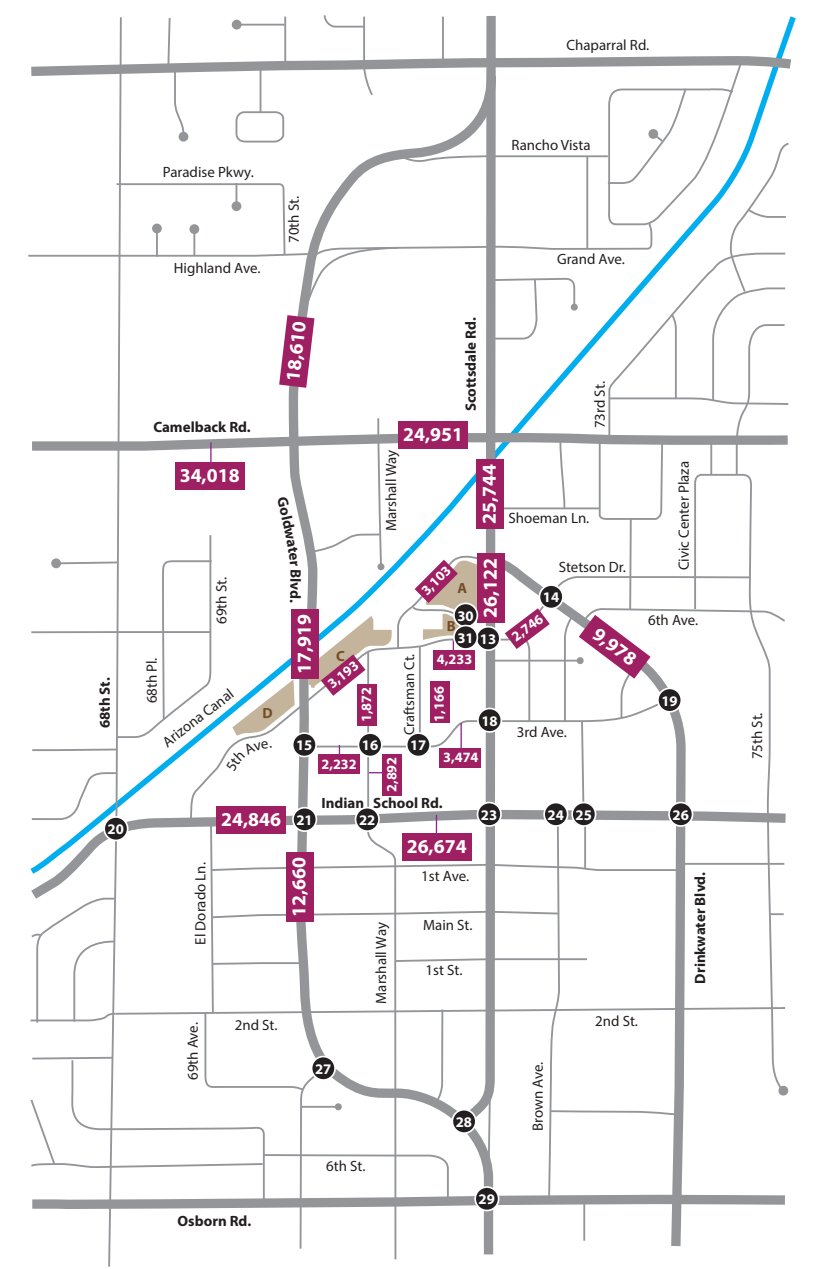 Chaparral Rd.
Rancho Vista
Paradise Pkwy.
70th St.
Grand Ave.
Highland Ave.
18,610
Scottsdale Rd.
73rd St.
Camelback Rd.
24,951
34,018
Marshall Way
25,744
Civic Center Plaza
Goldwater Blvd.
Shoeman Ln.
26,122
Stetson Dr.
3,103
A
69th St.
14
30
6th Ave.
17,919
B
2,746
31
13
9,978
C
4,233
3,193
68th Pl.
68th St.
Craftsman Ct.
1,872
1,166
19
Arizona Canal
D
18
3rd Ave.
75th St.
5th Ave.
15
16
17
2,232
2,892
3,474
Indian School Rd.
20
24,846
21
22
23
24
25
26
26,674
12,660
1st Ave.
El Dorado Ln.
Main St.
Drinkwater Blvd.
Marshall Way
1st St.
2nd St.
2nd St.
69th Ave.
27
Brown Ave.
28
6th St.
29
Osborn Rd.